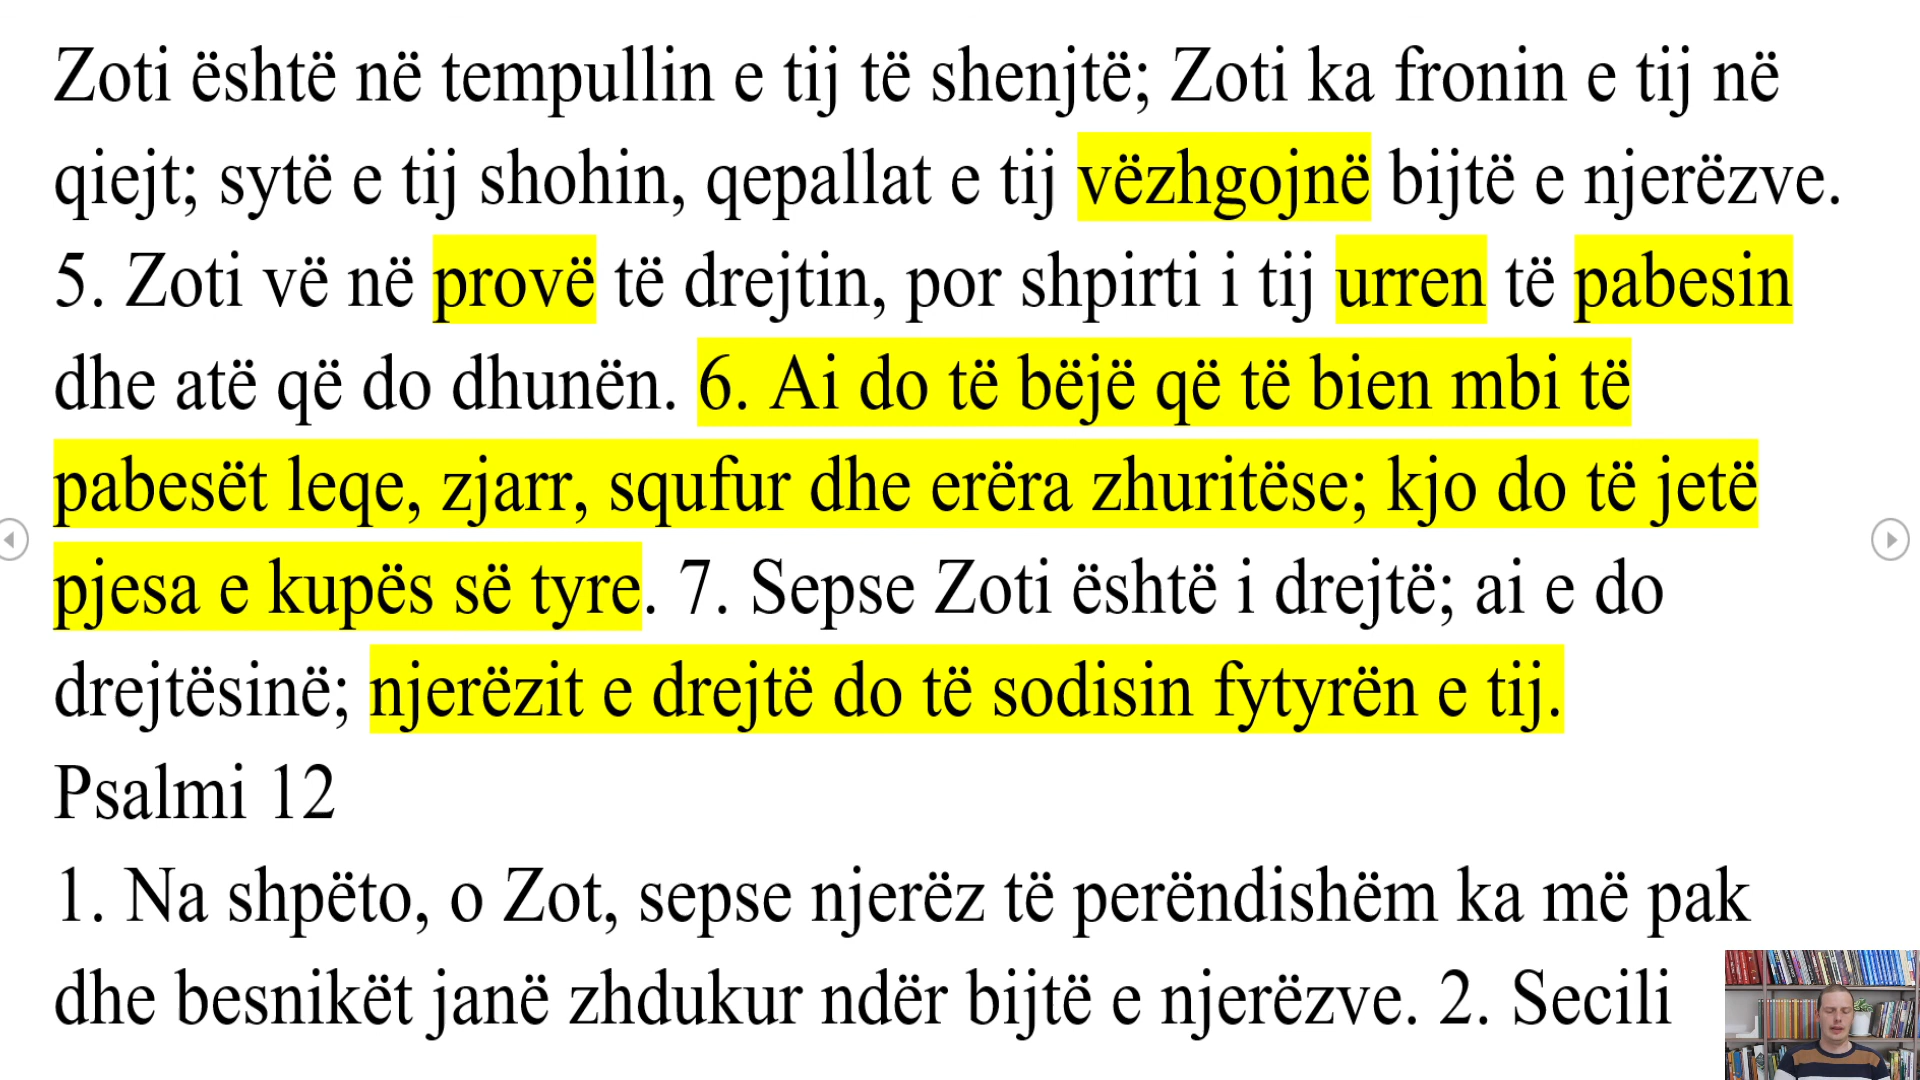 Zoti është në tempullin e tij të shenjtë; Zoti ka fronin e tij në
qiejt; sytë e tij shohin, qepallat e tij vëzhgojnë bijtë e njerëzve.
5. Zoti vë në provë të drejtin, por shpirti i tij urren të pabesin
dhe atë që do dhunën. 6. Ai do të bëjë që të bien mbi të
pabesët leqe, zjarr, squfur dhe erëra zhuritëse; kjo do të jetë
pjesa e kupës së tyre. 7. Sepse Zoti është i drejtë; ai e do
drejtësinë; njerëzit e drejtë do të sodisin fytyrën e tij.
Psalmi 12
1. Na shpëto, o Zot, sepse njerëz të perëndishëm ka më pak
dhe besnikët janë zhdukur ndër bijtë e njerëzve. 2. Secili